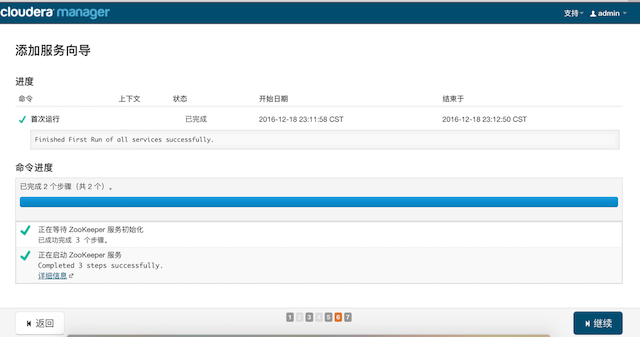 cloudera manager
支持 admin
添加服务向导
进度
命令 上下文 状态 开始日期 结束于
首次运行 已完成 2016-12-18 23:11:58 CST 2016-12-18 23:12:50 CST
Finished First Run of all services successfully.
命令进度
已完成 2 个步骤（共 2 个）。
正在等待 ZooKeeper 服务初始化
已成功完成 3 个步骤。
正在启动 ZooKeeper 服务
Completed 3 steps successfully.
详细信息
返回 1 2 3 4 5 6 7 继续